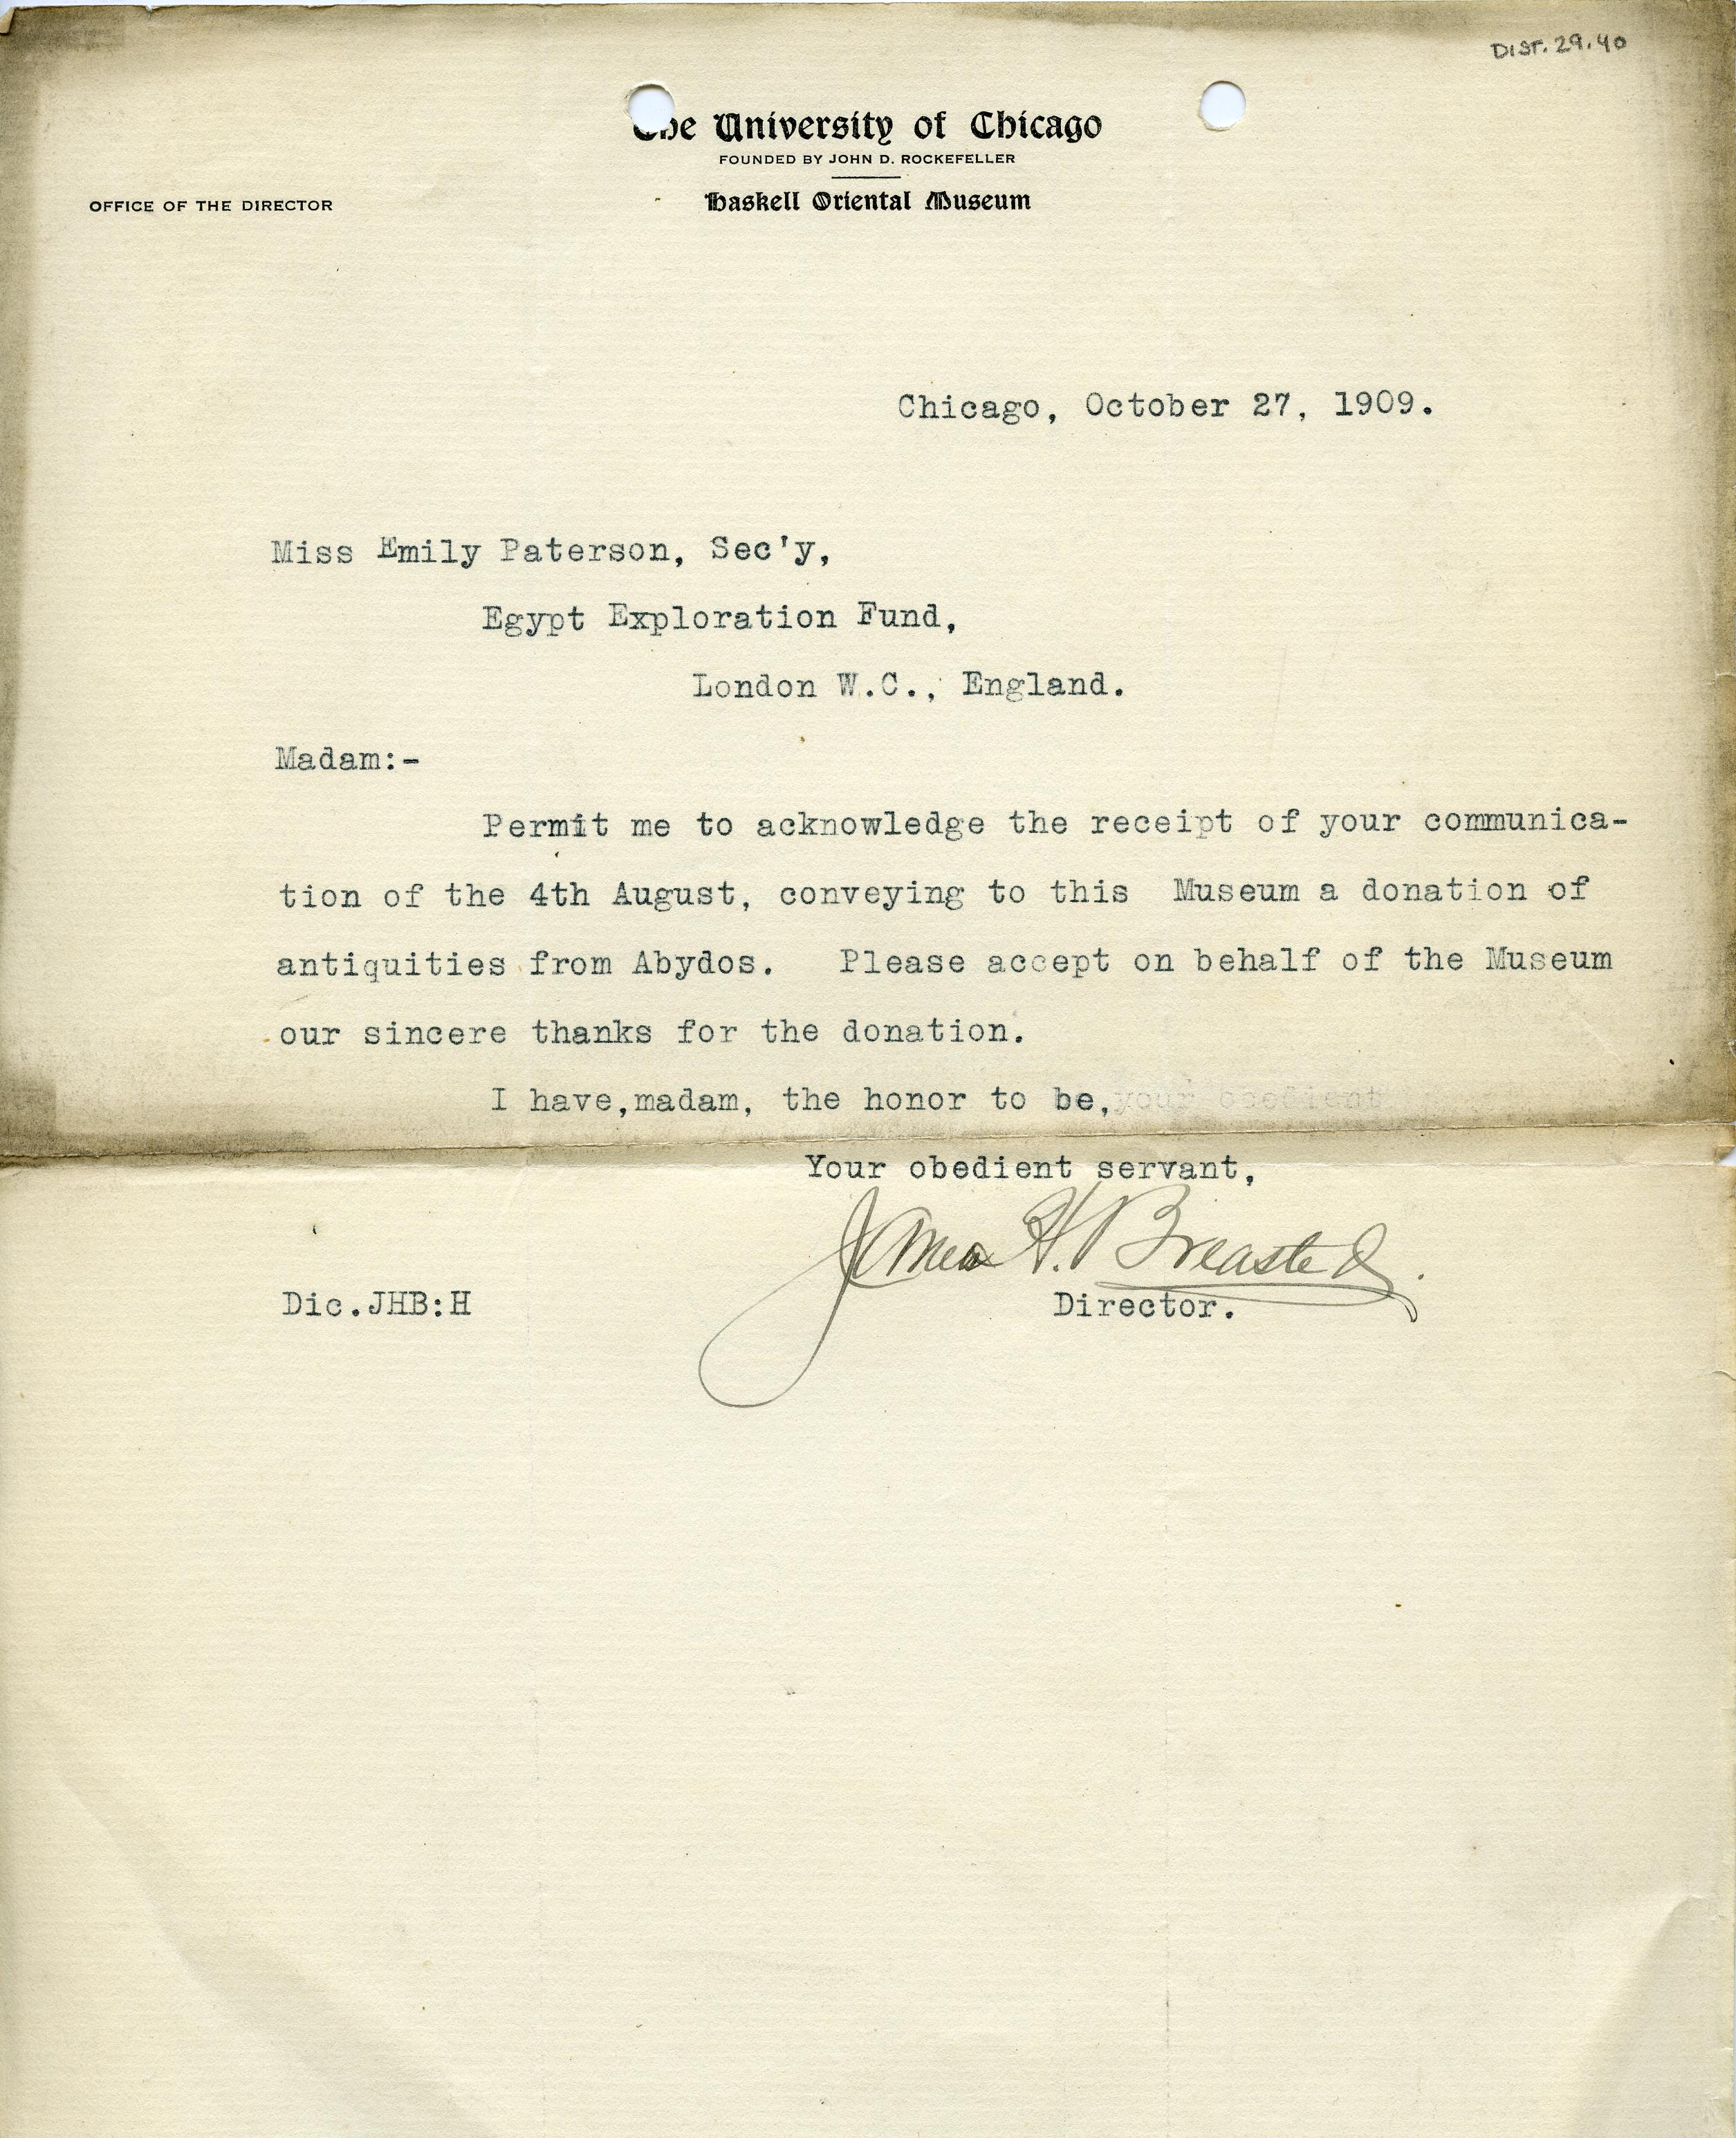 DIST. 29.40
The University of Chicago
FOUNDED BY JOHN D. ROCKEFELLER
OFFICE OF THE DIRECTOR
Haskell Oriental Museum
Chicago, October 27, 1909.
Miss Emily Paterson, Sec'y,
Egypt Exploration Fund,
London W.C., England.
Madam:-
Permit me to acknowledge the receipt of your communica-
tion of the 4th August, conveying to this Museum a donation of
antiquities from Abydos. Please accept on behalf of the Museum
our sincere thanks for the donation.
I have,madam, the honor to be,your obedient
Your obedient servant,
James H. Breasted.
Dic.JHB:H Director.